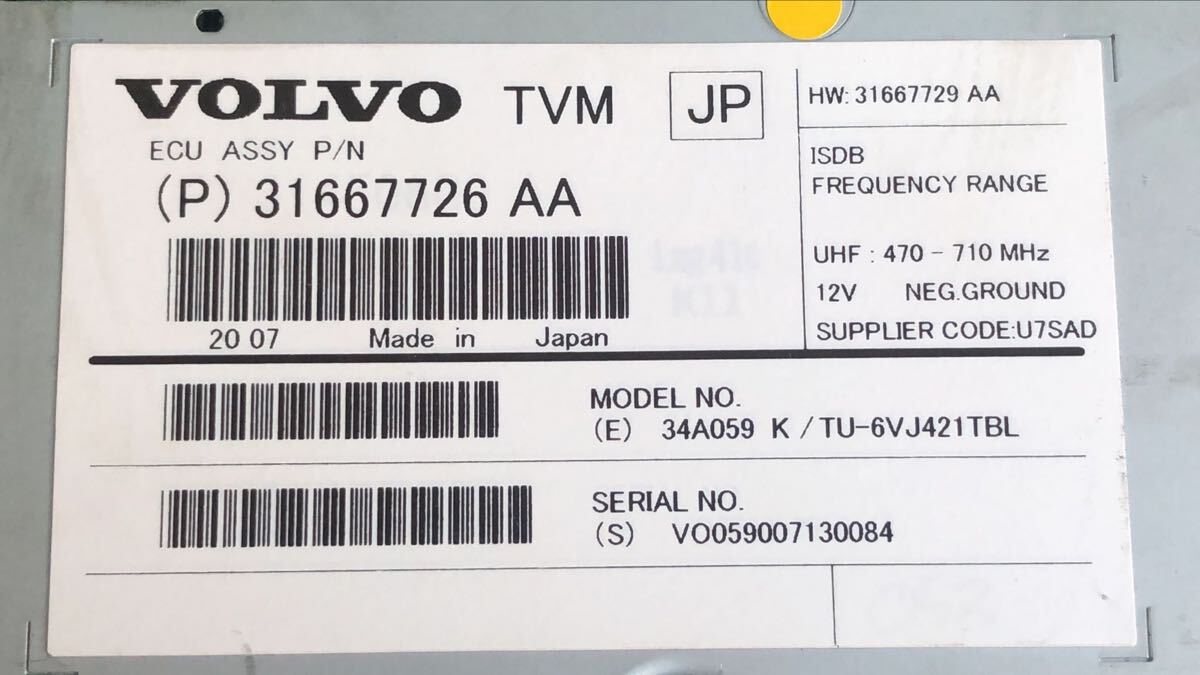 VOLVO TVM JP
ECU ASSY P/N
(P) 31667726 AA
20 07 Made in Japan
HW: 31667729 AA
ISDB
FREQUENCY RANGE
UHF : 470 - 710 MHz
12V NEG.GROUND
SUPPLIER CODE:U7SAD
MODEL NO.
(E) 34A059 K / TU-6VJ421TBL
SERIAL NO.
(S) VO059007130084